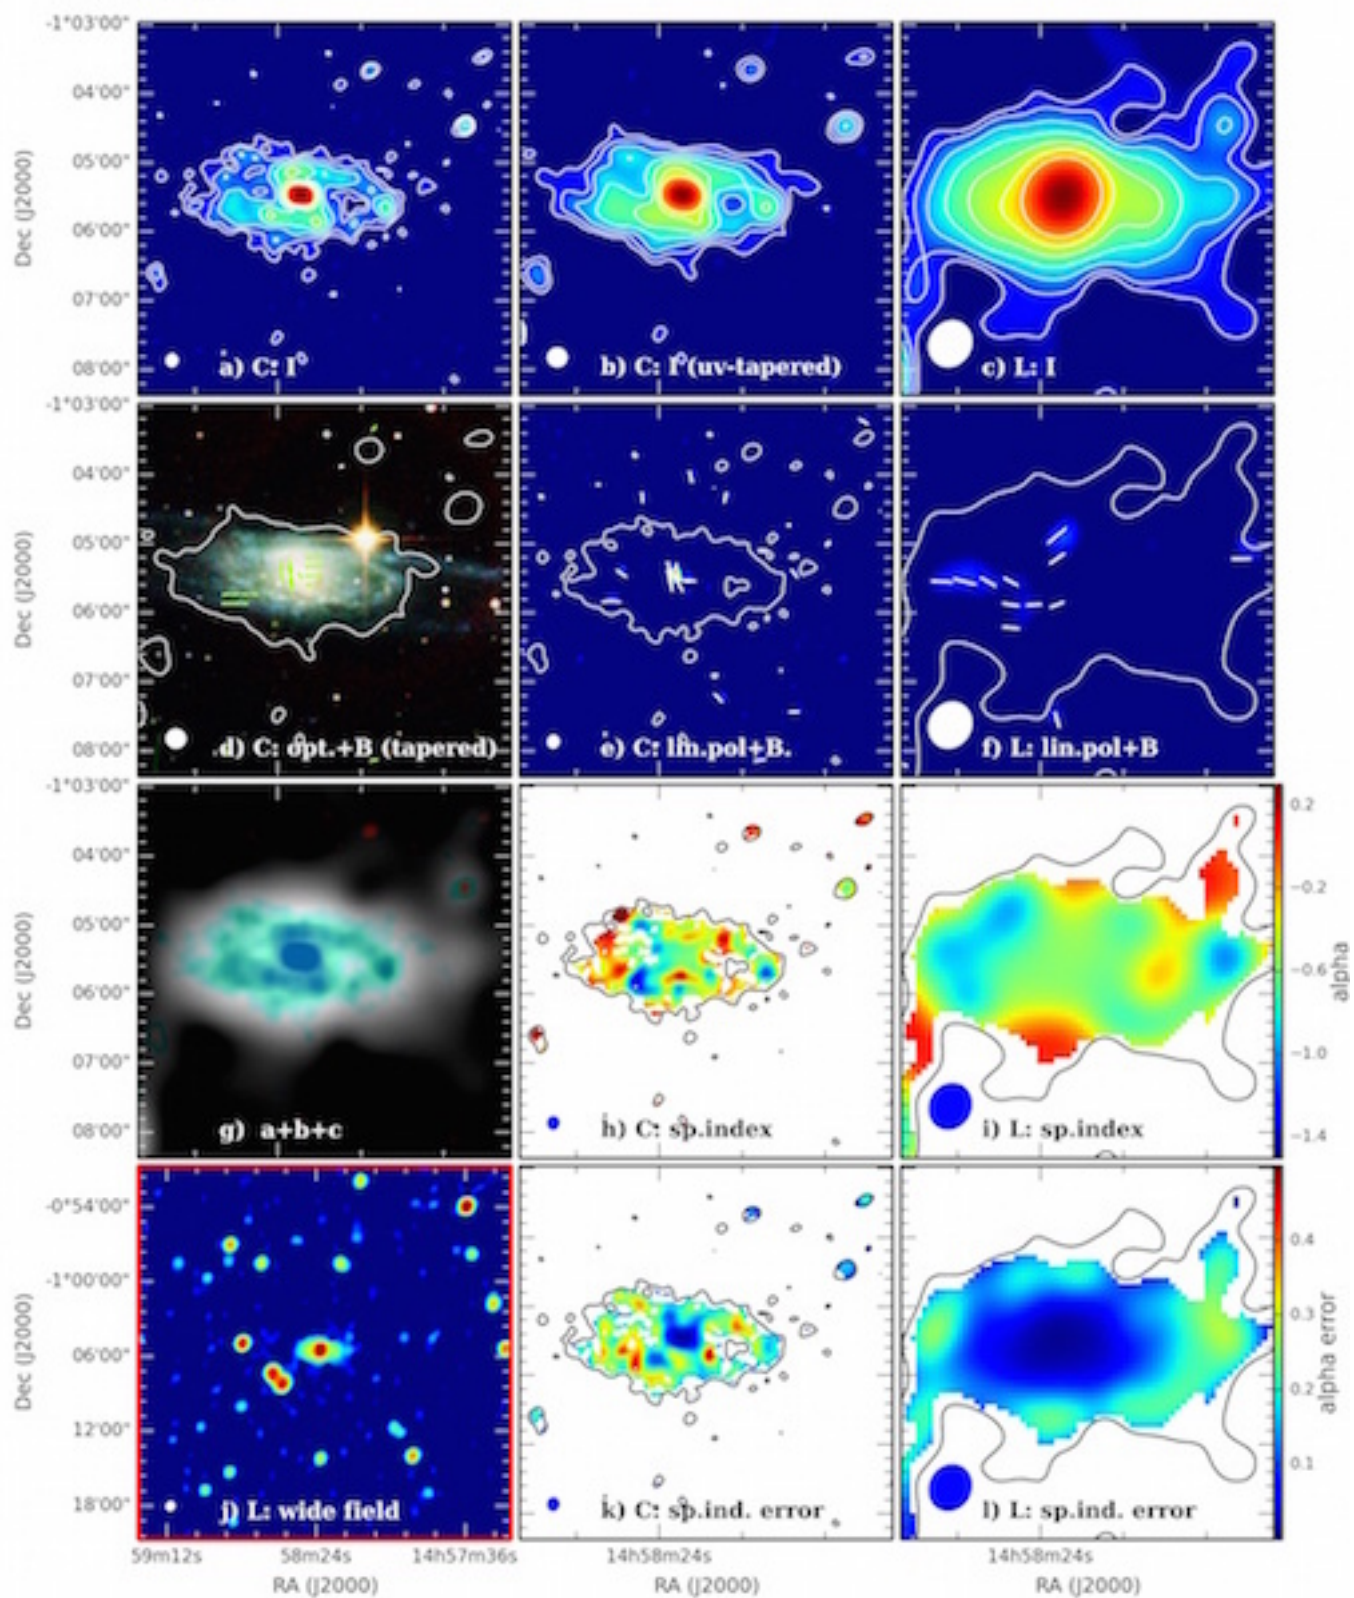 -1°03'00"
04'00"
05'00"
06'00"
07'00"
08'00"
Dec (J2000)
a) C: I
b) C: I (uv-tapered)
c) L: I
-1°03'00"
04'00"
05'00"
06'00"
07'00"
08'00"
Dec (J2000)
d) C: opt.+B (tapered)
e) C: lin.pol+B.
f) L: lin.pol+B
-1°03'00"
04'00"
05'00"
06'00"
07'00"
08'00"
Dec (J2000)
g) a+b+c
h) C: sp.index
i) L: sp.index
0.2
−0.2
−0.6
−1.0
−1.4
alpha
-0°54'00"
-1°00'00"
06'00"
12'00"
18'00"
Dec (J2000)
j) L: wide field
k) C: sp.ind. error
l) L: sp.ind. error
0.4
0.3
0.2
0.1
alpha error
59m12s 58m24s 14h57m36s 14h58m24s 14h58m24s
RA (J2000) RA (J2000) RA (J2000)